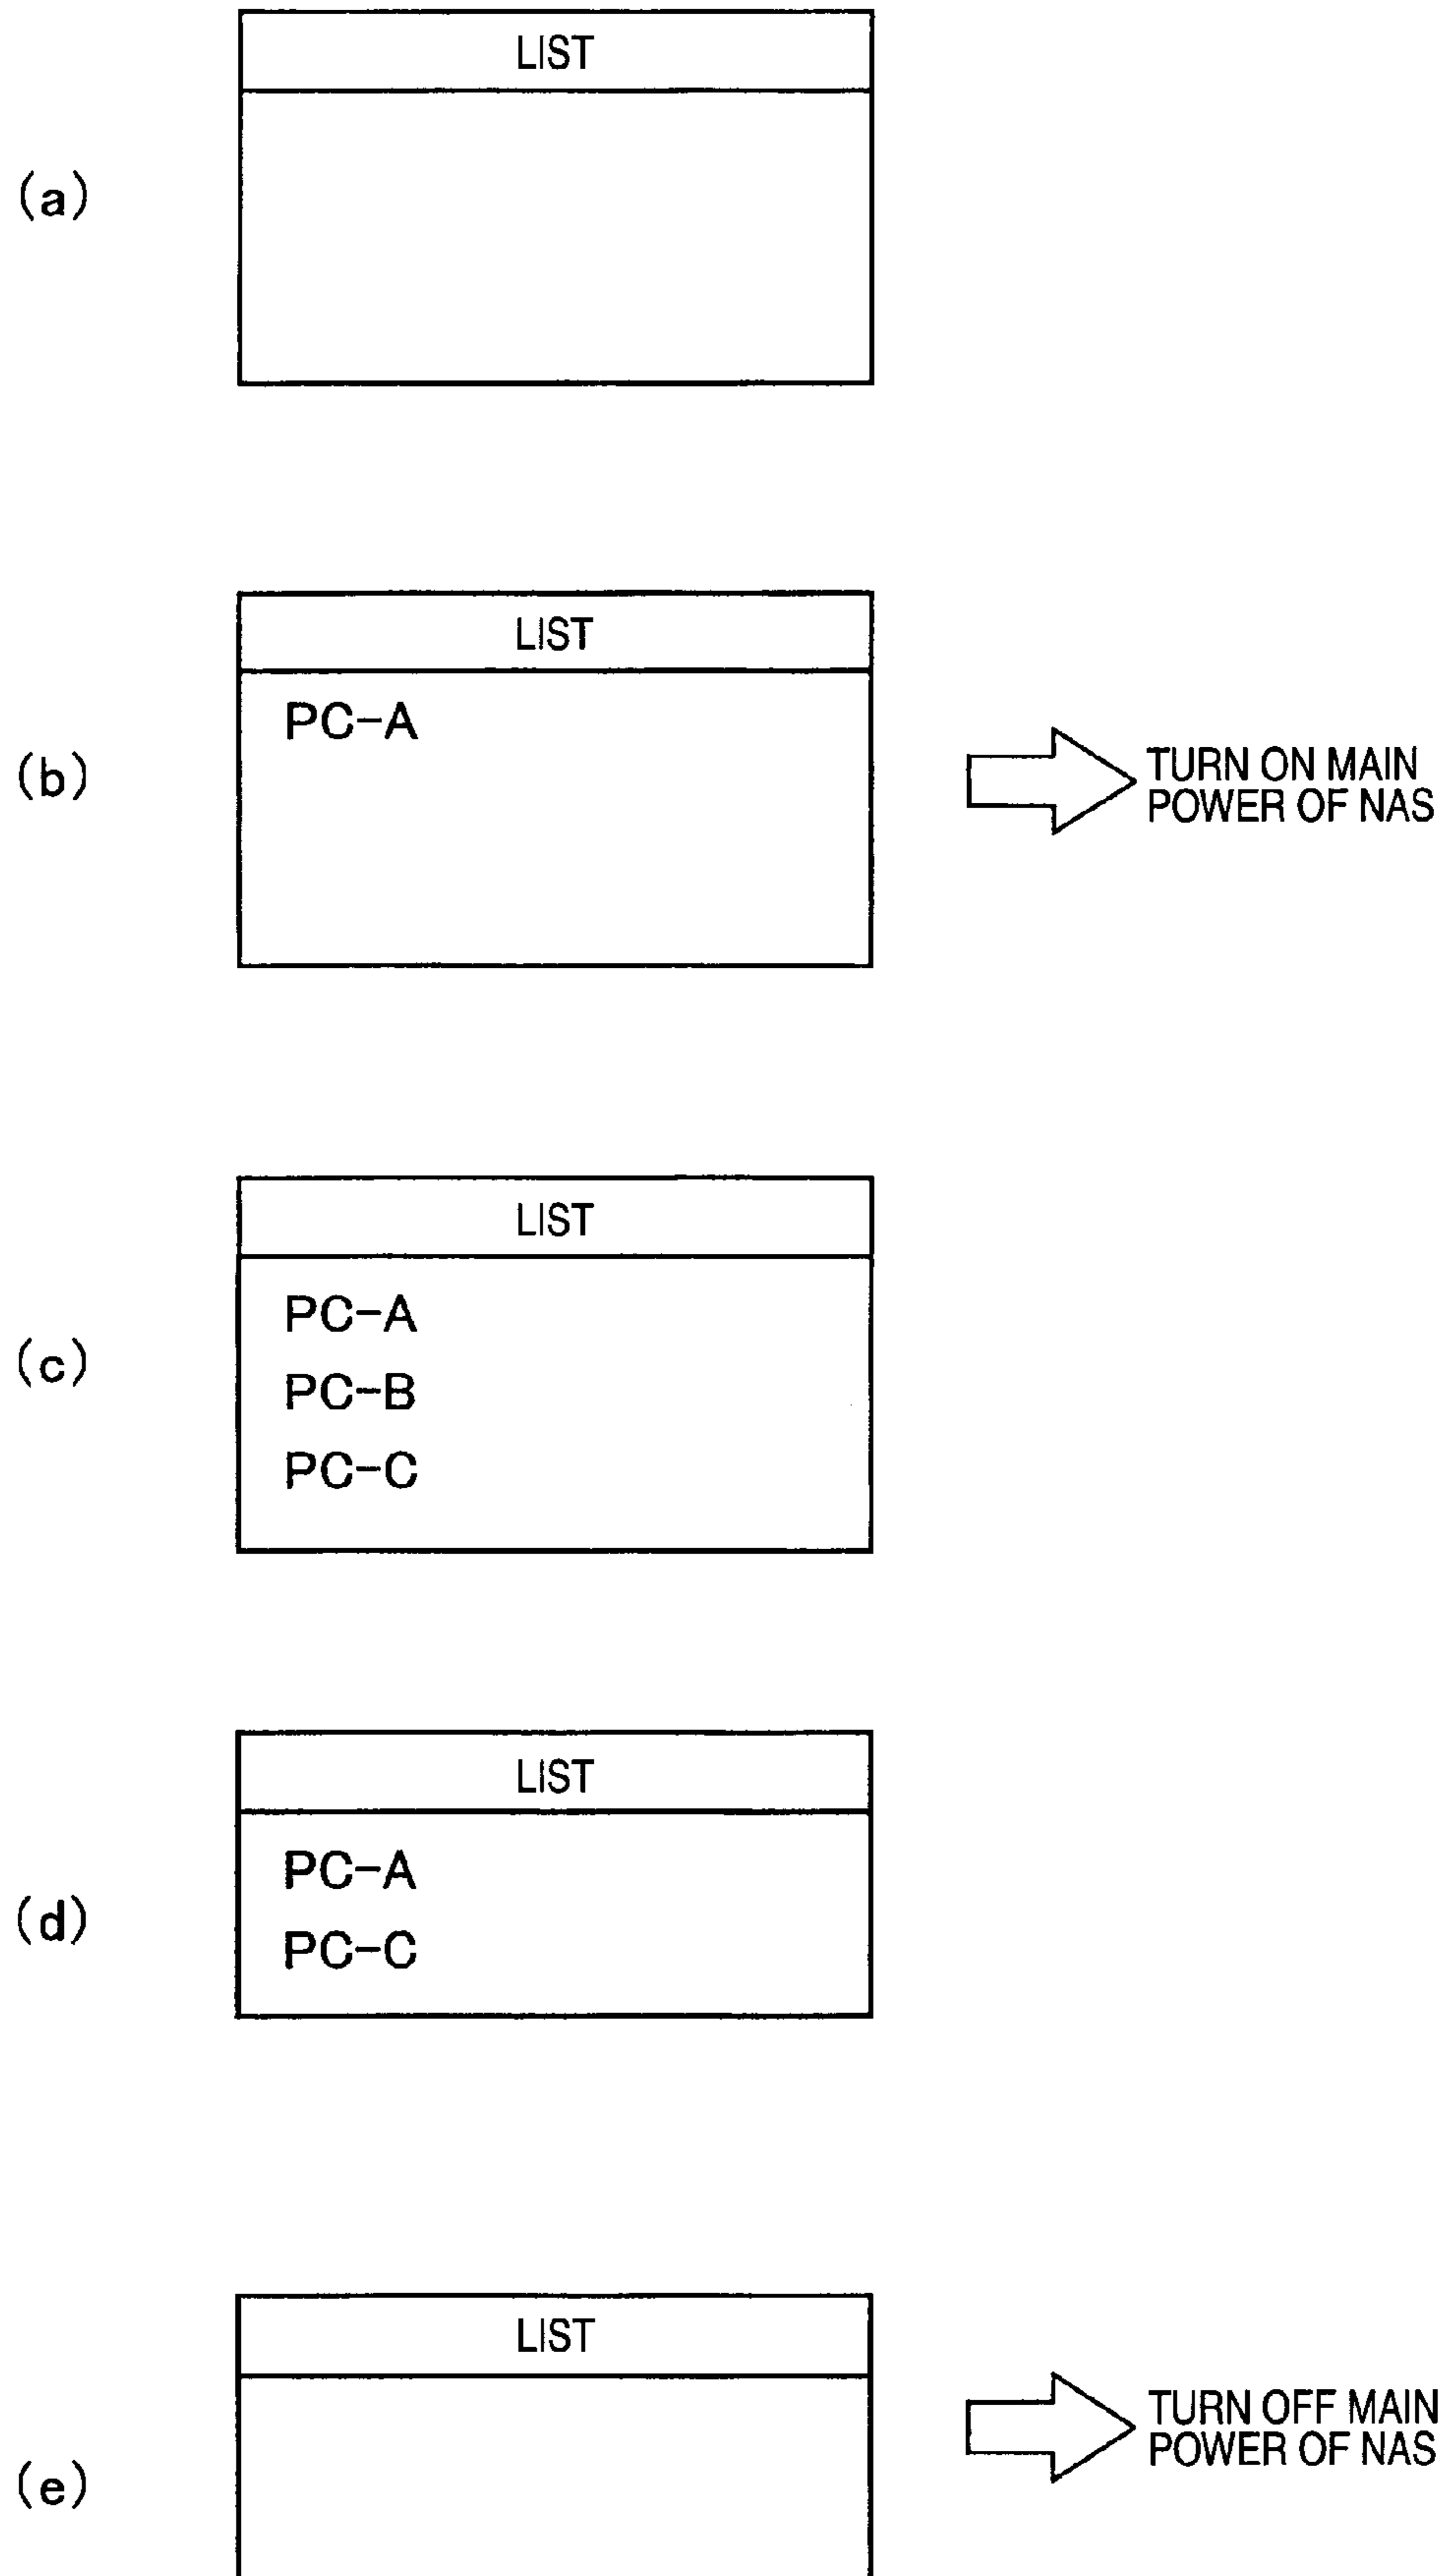 LIST
(a)
LIST
PC-A
(b)
TURN ON MAIN
POWER OF NAS
LIST
PC-A
(c)
PC-B
PC-C
LIST
PC-A
(d)
PC-C
LIST
TURN OFF MAIN
POWER OF NAS
(e)